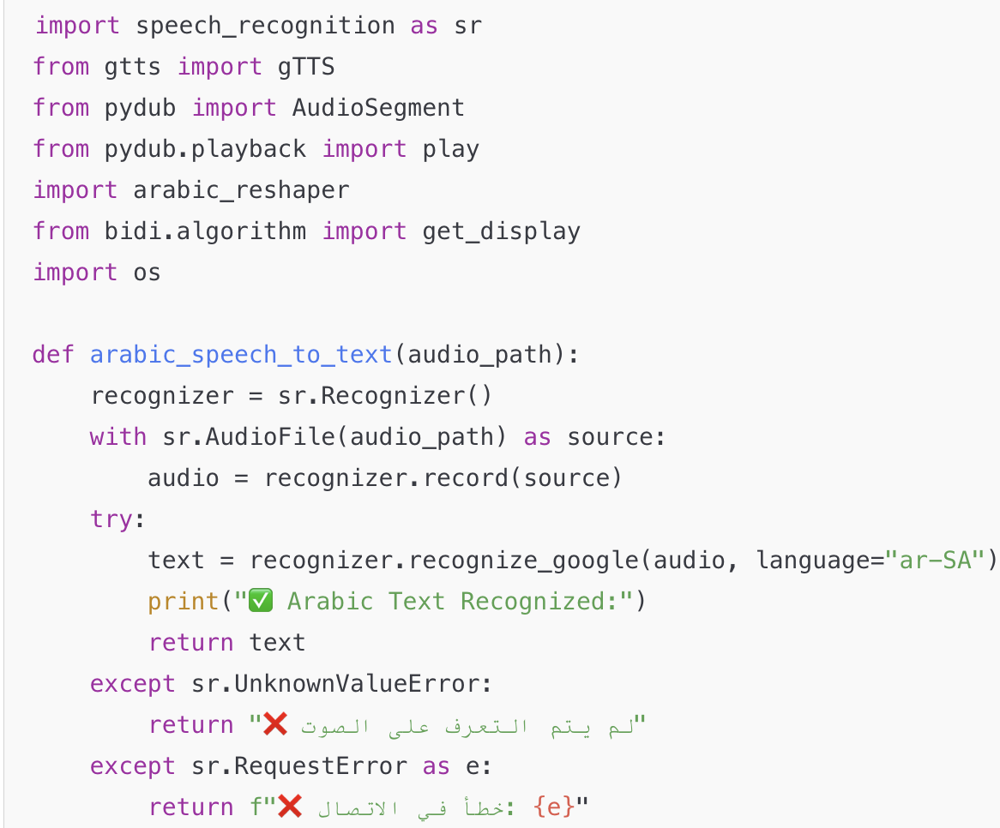 import speech_recognition as sr
from gtts import gTTS
from pydub import AudioSegment
from pydub.playback import play
import arabic_reshaper
from bidi.algorithm import get_display
import os

def arabic_speech_to_text(audio_path):
    recognizer = sr.Recognizer()
    with sr.AudioFile(audio_path) as source:
        audio = recognizer.record(source)
    try:
        text = recognizer.recognize_google(audio, language="ar-SA")
        print("✅ Arabic Text Recognized:")
        return text
    except sr.UnknownValueError:
        return "❌ لم يتم التعرف على الصوت"
    except sr.RequestError as e:
        return f"❌ خطأ في الاتصال: {e}"